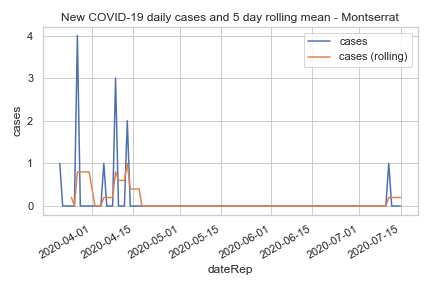 New COVID-19 daily cases and 5 day rolling mean - Montserrat
cases
cases (rolling)
4
3
2
1
0
cases
2020-04-01
2020-04-15
2020-05-01
2020-05-15
2020-06-01
2020-06-15
2020-07-01
2020-07-15
dateRep